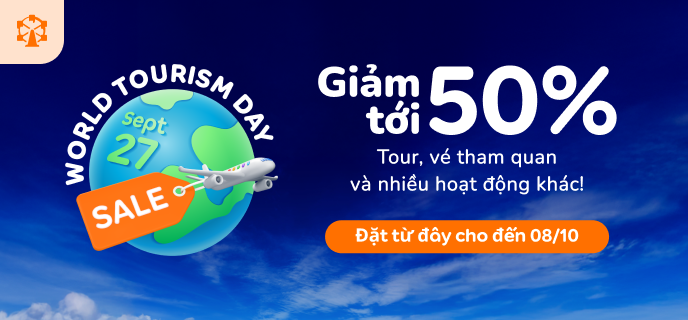 WORLD TOURISM DAY
Sept
27
SALE
Giảm
tới 50%
Tour, vé tham quan
và nhiều hoạt động khác!
Đặt từ đây cho đến 08/10